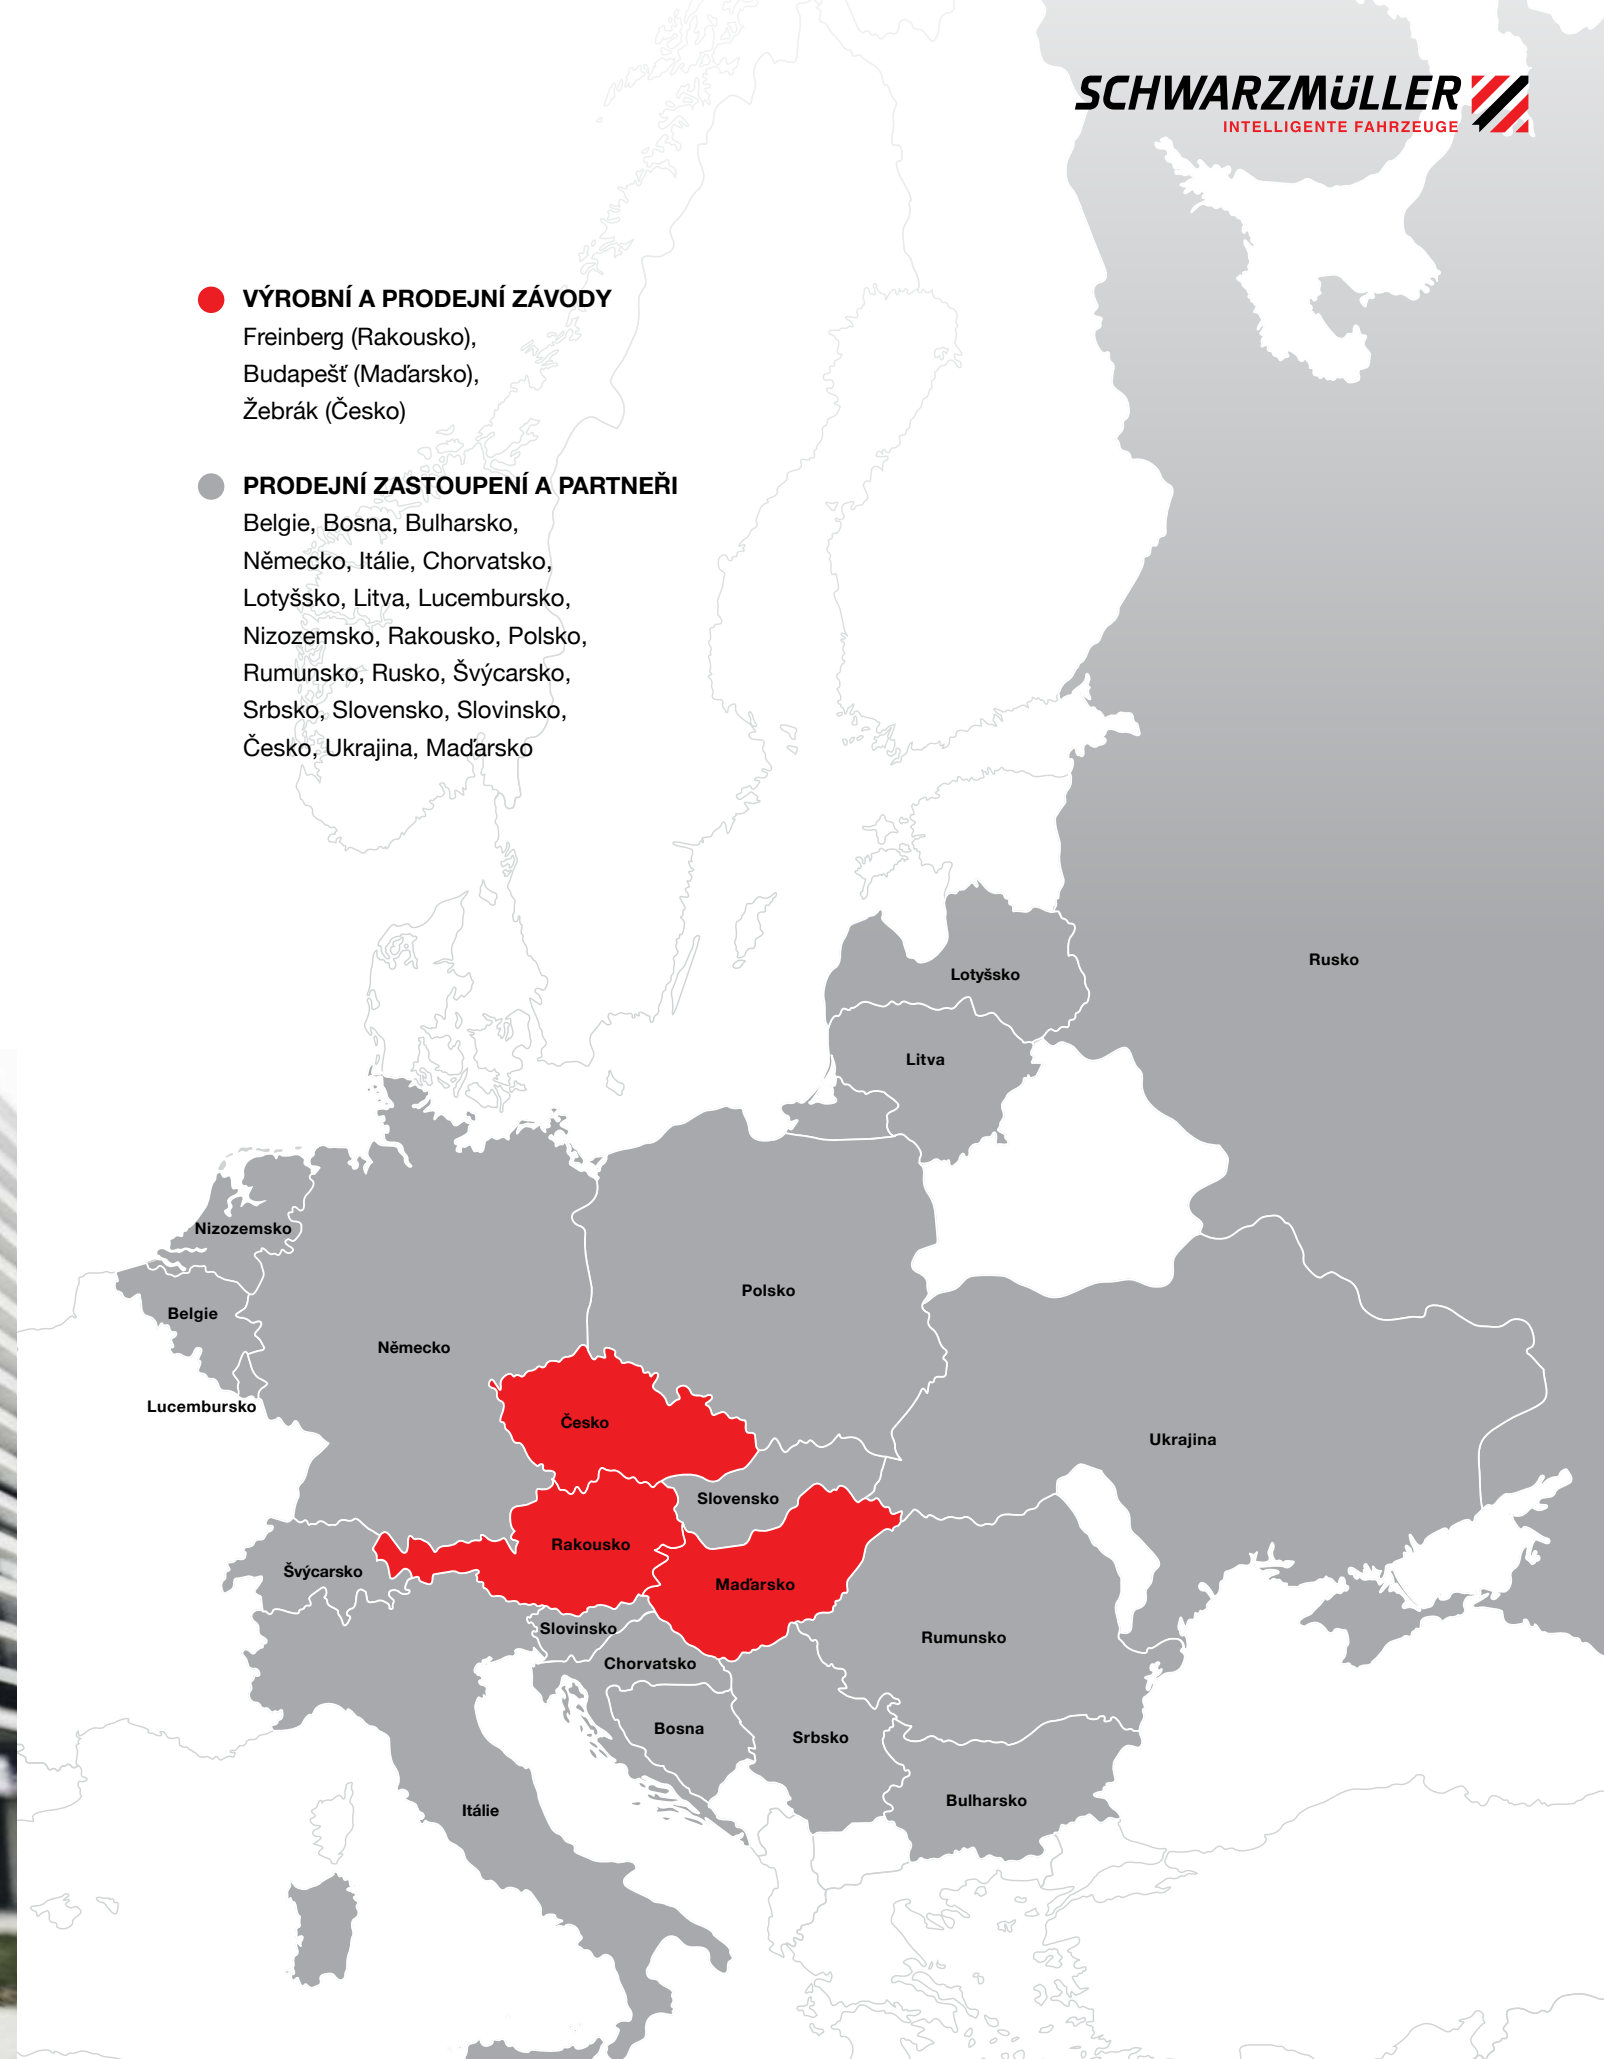 SCHWARZMÜLLER
INTELLIGENTE FAHRZEUGE
VÝROBNÍ A PRODEJNÍ ZÁVODY
Freinberg (Rakousko),
Budapešť (Maďarsko),
Žebrák (Česko)
PRODEJNÍ ZASTOUPENÍ A PARTNEŘI
Belgie, Bosna, Bulharsko,
Německo, Itálie, Chorvatsko,
Lotyšsko, Litva, Lucembursko,
Nizozemsko, Rakousko, Polsko,
Rumunsko, Rusko, Švýcarsko,
Srbsko, Slovensko, Slovinsko,
Česko, Ukrajina, Maďarsko
Rusko
Lotyšsko
Litva
Nizozemsko
Polsko
Belgie
Německo
Lucembursko
Česko
Ukrajina
Slovensko
Rakousko
Švýcarsko
Maďarsko
Slovinsko
Rumunsko
Chorvatsko
Bosna
Srbsko
Bulharsko
Itálie